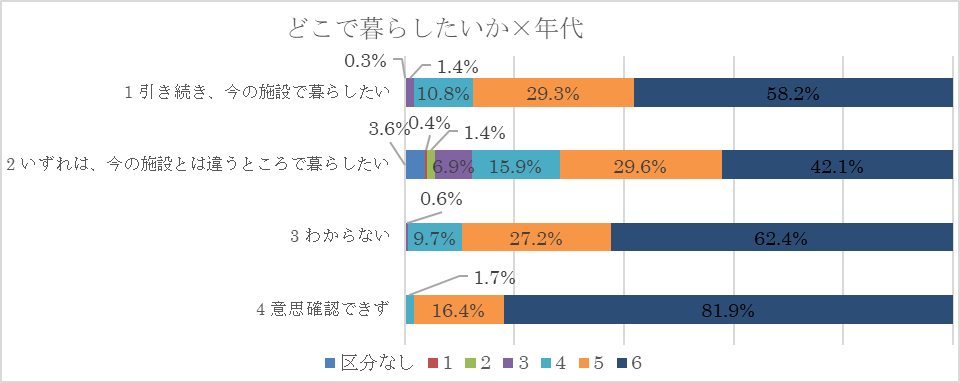 どこで暮らしたいか×年代
0.3%
1.4%
1引き続き、今の施設で暮らしたい
10.8% 29.3% 58.2%
3.6% 0.4% 1.4%
2いずれは、今の施設とは違うところで暮らしたい
6.9% 15.9% 29.6% 42.1%
0.6%
3わからない
9.7% 27.2% 62.4%
1.7%
4意思確認できず
16.4% 81.9%
区分なし 1 2 3 4 5 6